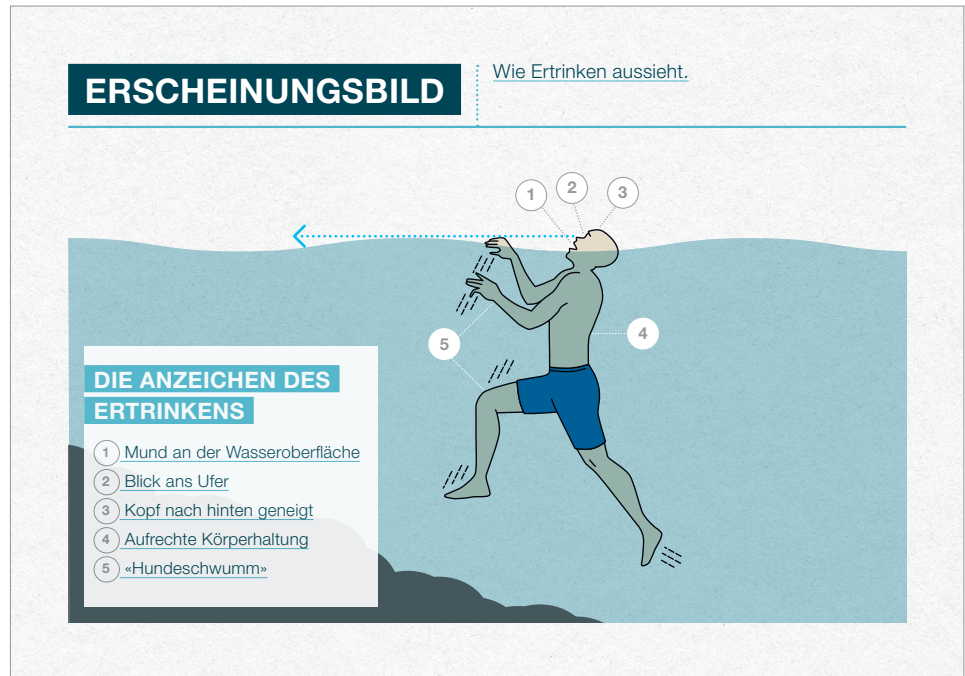 ERSCHEINUNGSBILD
Wie Ertrinken aussieht.
1
2
3
4
5
DIE ANZEICHEN DES
ERTRINKENS
1 Mund an der Wasseroberfläche
2 Blick ans Ufer
3 Kopf nach hinten geneigt
4 Aufrechte Körperhaltung
5 «Hundeschwumm»